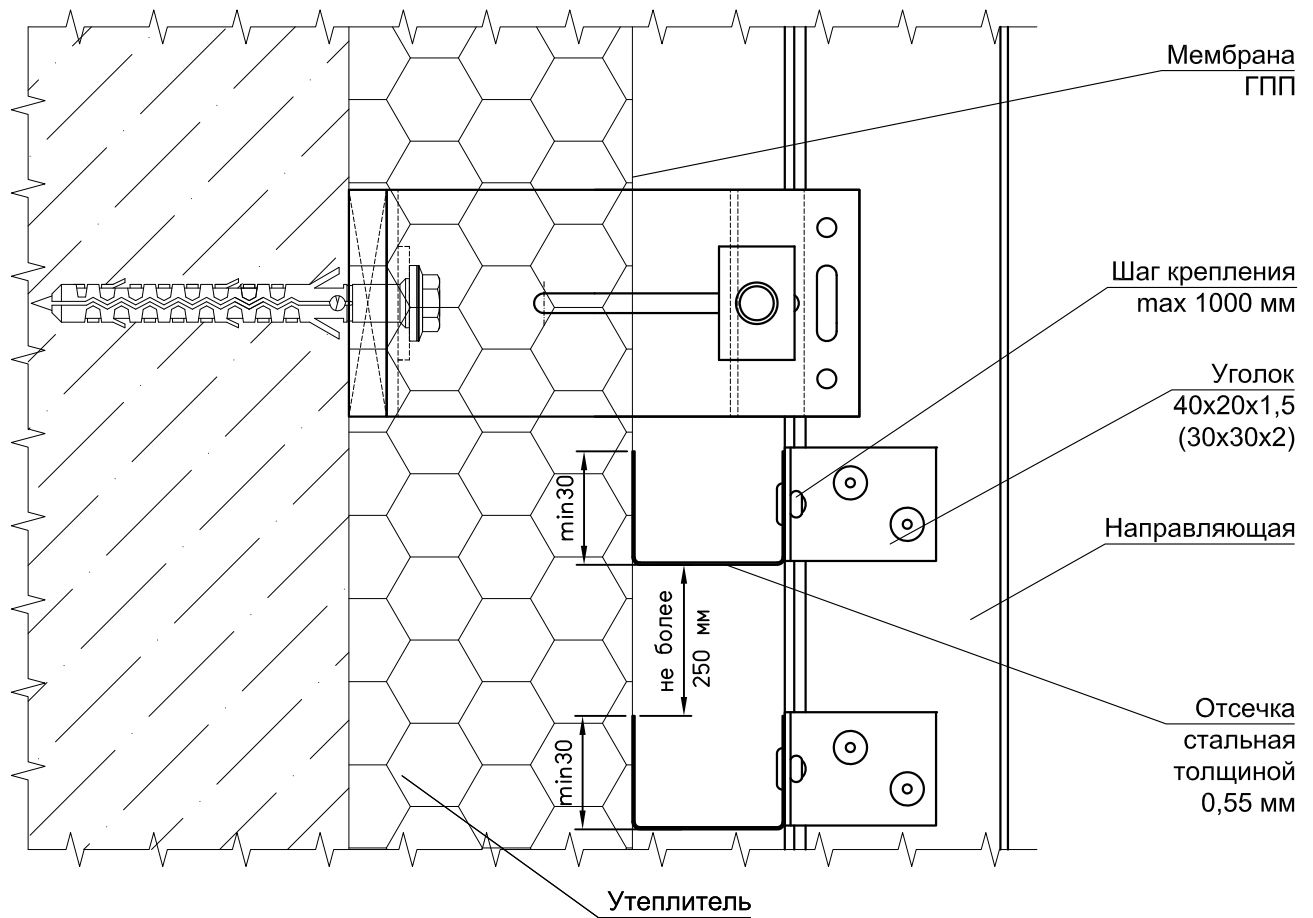 Мембрана
ГПП
Шаг крепления
max 1000 мм
Уголок
40х20х1,5
(30х30х2)
min30
Направляющая
не более
250 мм
Отсечка
стальная
толщиной
0,55 мм
min30
Утеплитель